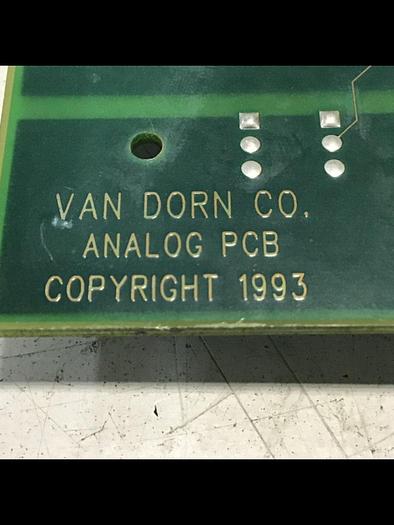 VAN DORN CO.
ANALOG PCB
COPYRIGHT 1993